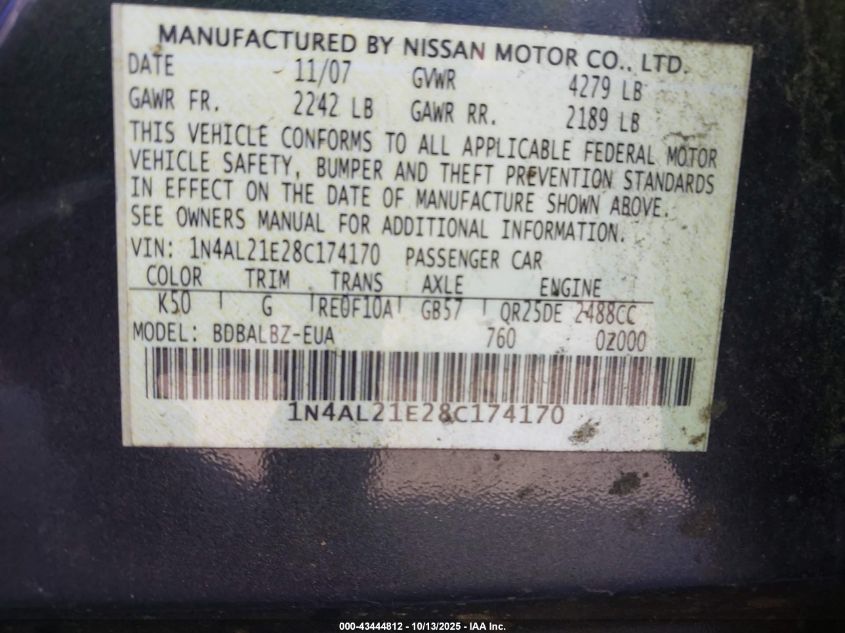 MANUFACTURED BY NISSAN MOTOR CO., LTD.
DATE 11/07 GVWR 4279 LB
GAWR FR. 2242 LB GAWR RR. 2189 LB
THIS VEHICLE CONFORMS TO ALL APPLICABLE FEDERAL MOTOR
VEHICLE SAFETY, BUMPER AND THEFT PREVENTION STANDARDS
IN EFFECT ON THE DATE OF MANUFACTURE SHOWN ABOVE.
SEE OWNERS MANUAL FOR ADDITIONAL INFORMATION.
VIN: 1N4AL21E28C174170 PASSENGER CAR
COLOR TRIM TRANS AXLE ENGINE
K50 G RE0F10A GB57 QR25DE 2488CC
MODEL: BDBALBZ-EUA 760 02000
1N4AL21E28C174170
000-43444812 - 10/13/2025 - IAA Inc.